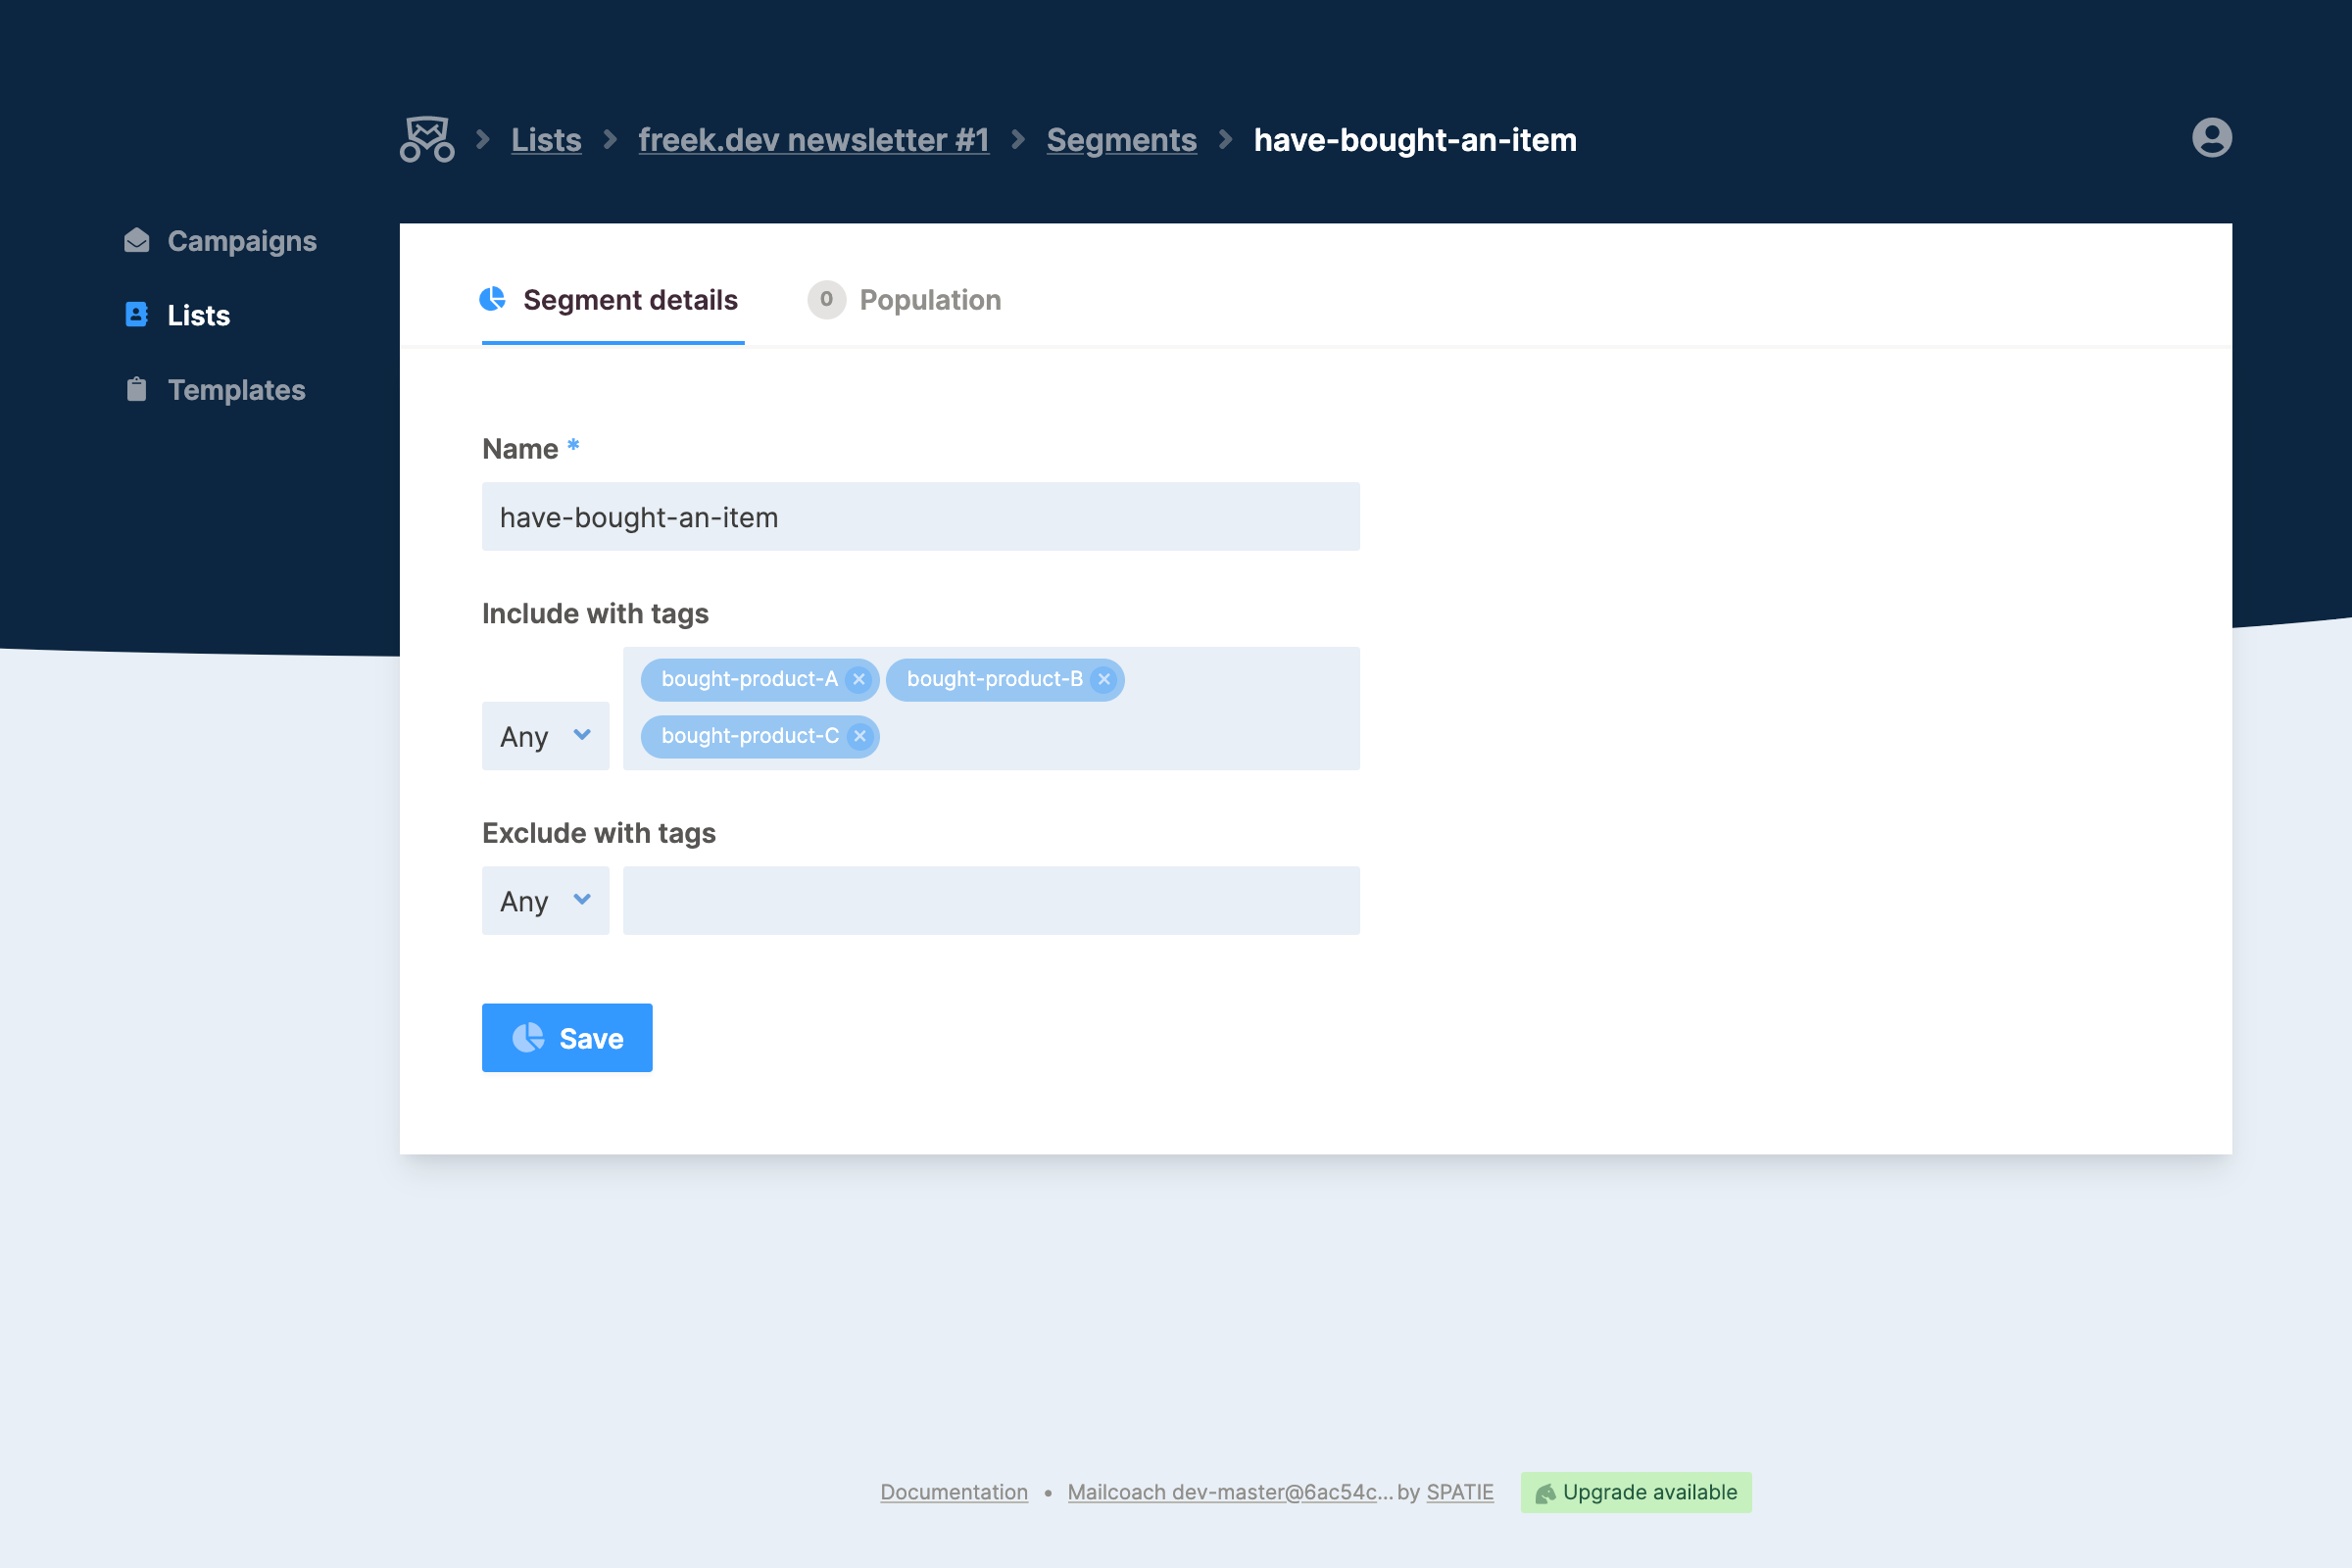 Lists > freek.dev newsletter #1 > Segments > have-bought-an-item
Campaigns
Lists
Templates
Segment details
0 Population
Name *
have-bought-an-item
Include with tags
Any
bought-product-A bought-product-B
bought-product-C
Exclude with tags
Any
Save
Documentation • Mailcoach dev-master@6ac54c... by SPATIE Upgrade available